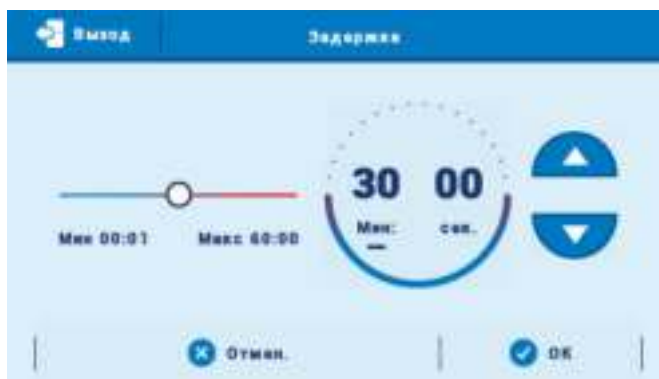 Выход
Задержка
30 00
Мин: сек.
Мин 00:01 Макс 60:00
Отмен.
OK